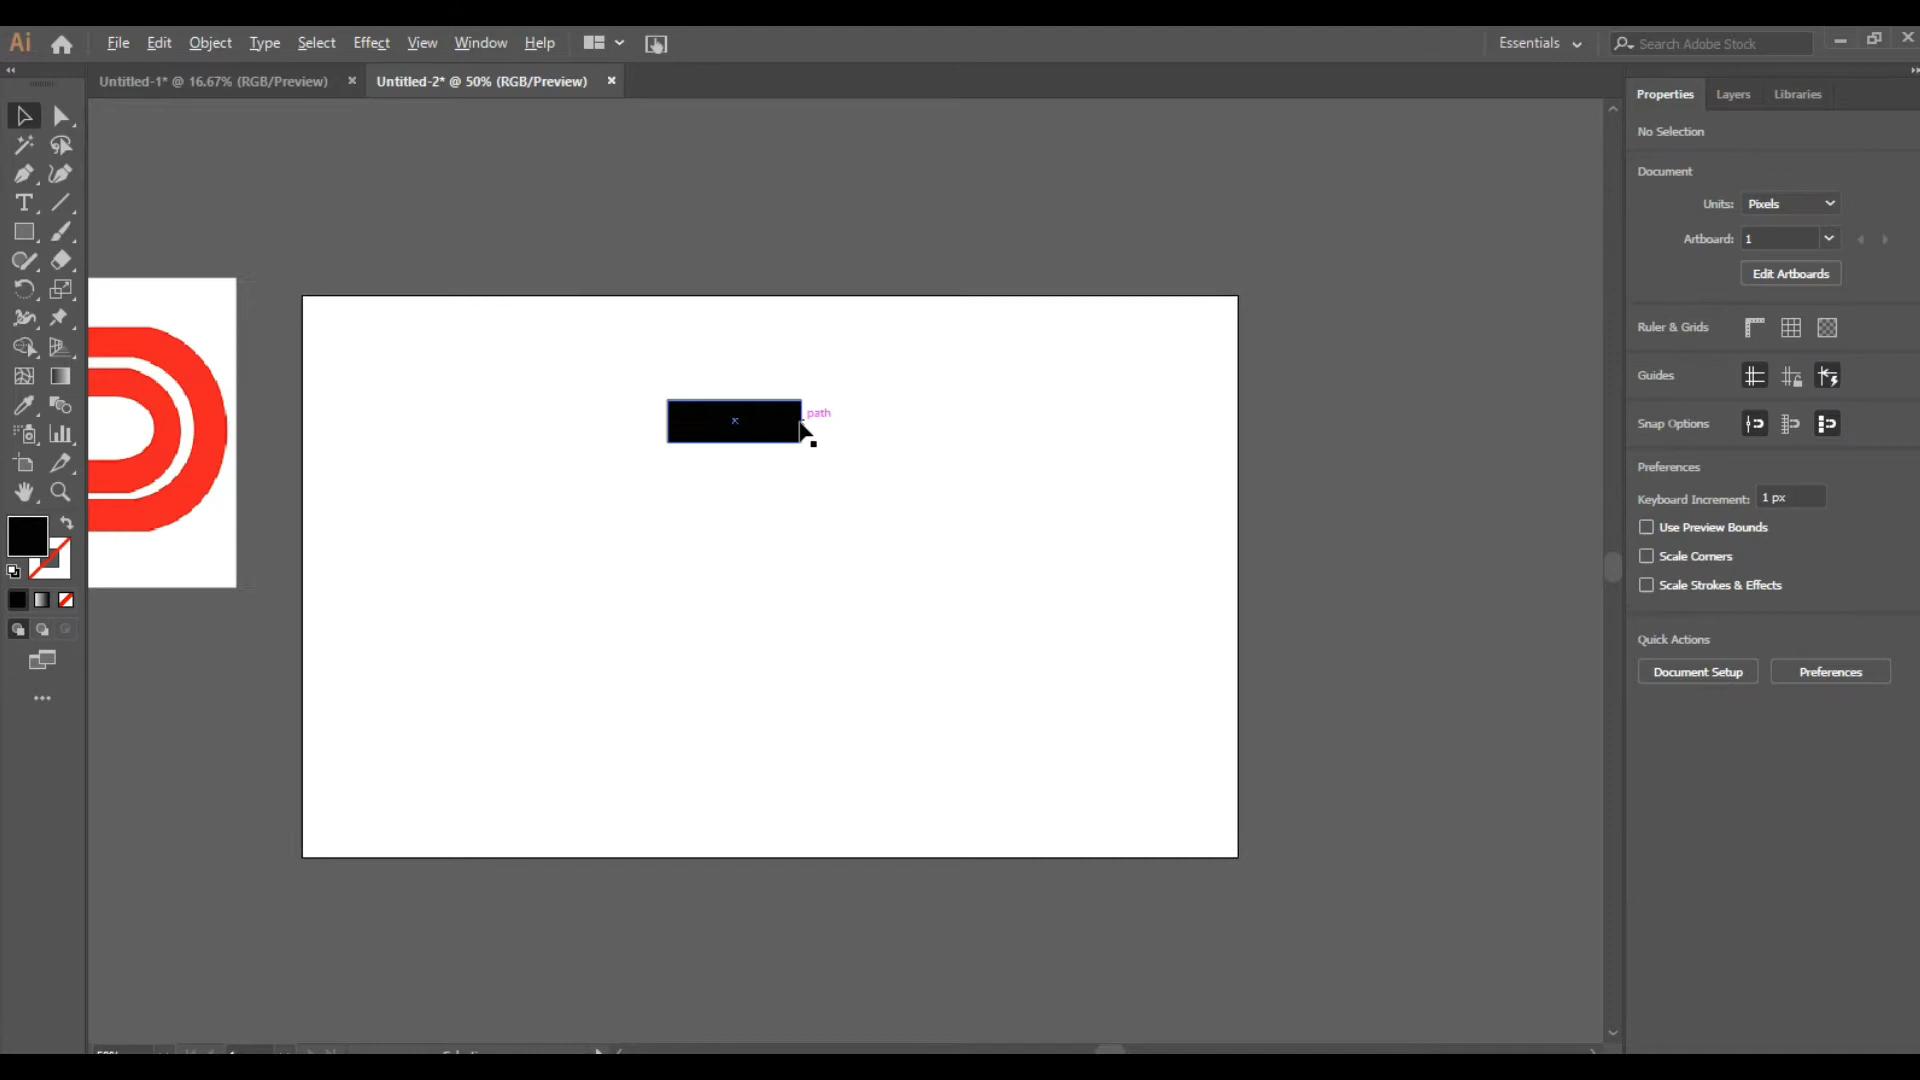 Ai File Edit Object Type Select Effect View Window Help Essentials Search Adobe Stock
Untitled-1* @ 16.67% (RGB/Preview) Untitled-2* @ 50% (RGB/Preview)
Properties Layers Libraries
No Selection
Document
Units: Pixels
Artboard: 1
Edit Artboards
Ruler & Grids
Guides
Snap Options
Preferences
Keyboard Increment: 1 px
Use Preview Bounds
Scale Corners
Scale Strokes & Effects
Quick Actions
Document Setup Preferences
path